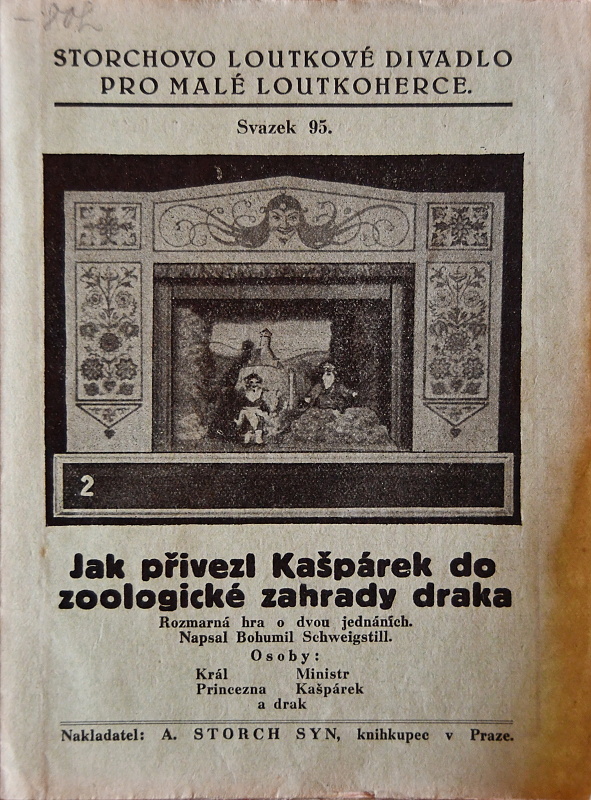 STORCHOVO LOUTKOVÉ DIVADLO
PRO MALÉ LOUTKOHERCE.
Svazek 95.
2
Jak přivezl Kašpárek do
zoologické zahrady draka
Rozmarná hra o dvou jednáních.
Napsal Bohumil Schweigstill.
Osoby:
Král Ministr
Princezna Kašpárek
a drak
Nakladatel: A. STORCH SYN, knihkupec v Praze.